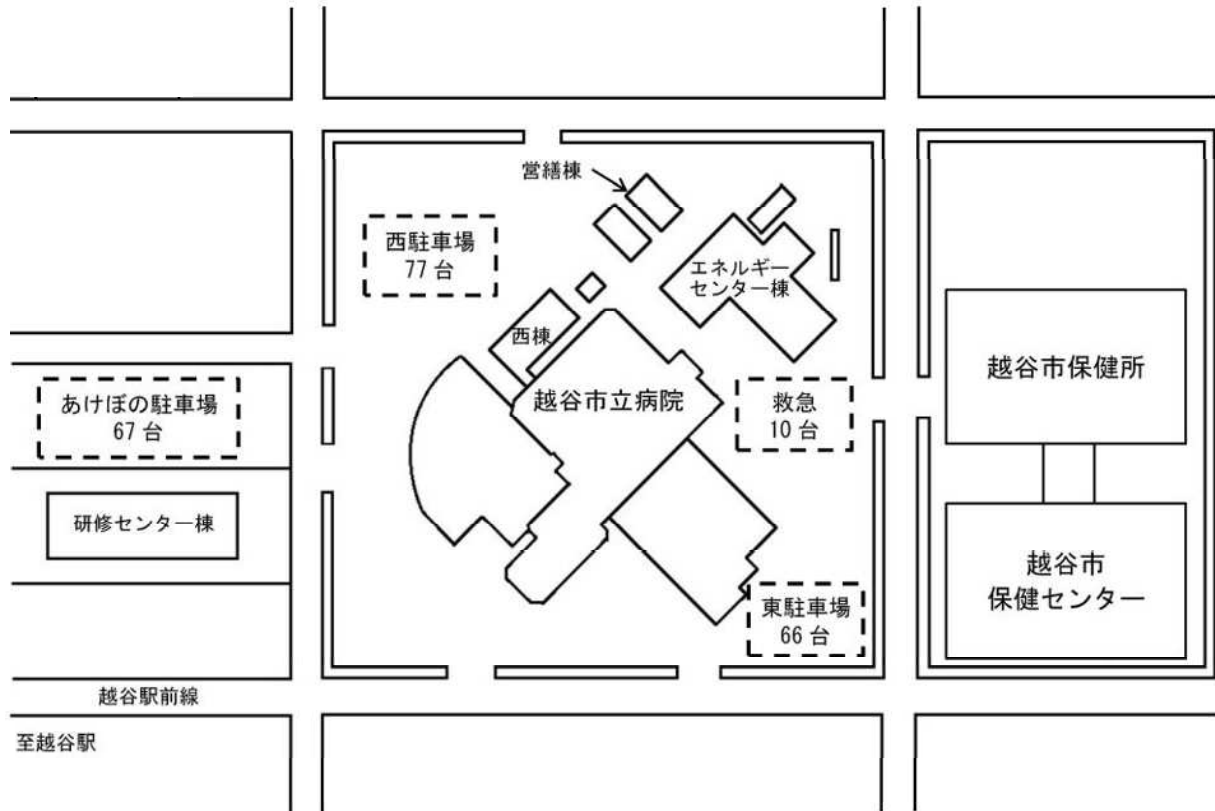 営繕棟
西駐車場
77 台
エネルギー
センター棟
西棟
越谷市保健所
あけぼの駐車場
67 台
越谷市立病院
救急
10 台
研修センター棟
越谷市
保健センター
東駐車場
66 台
越谷駅前線
至越谷駅